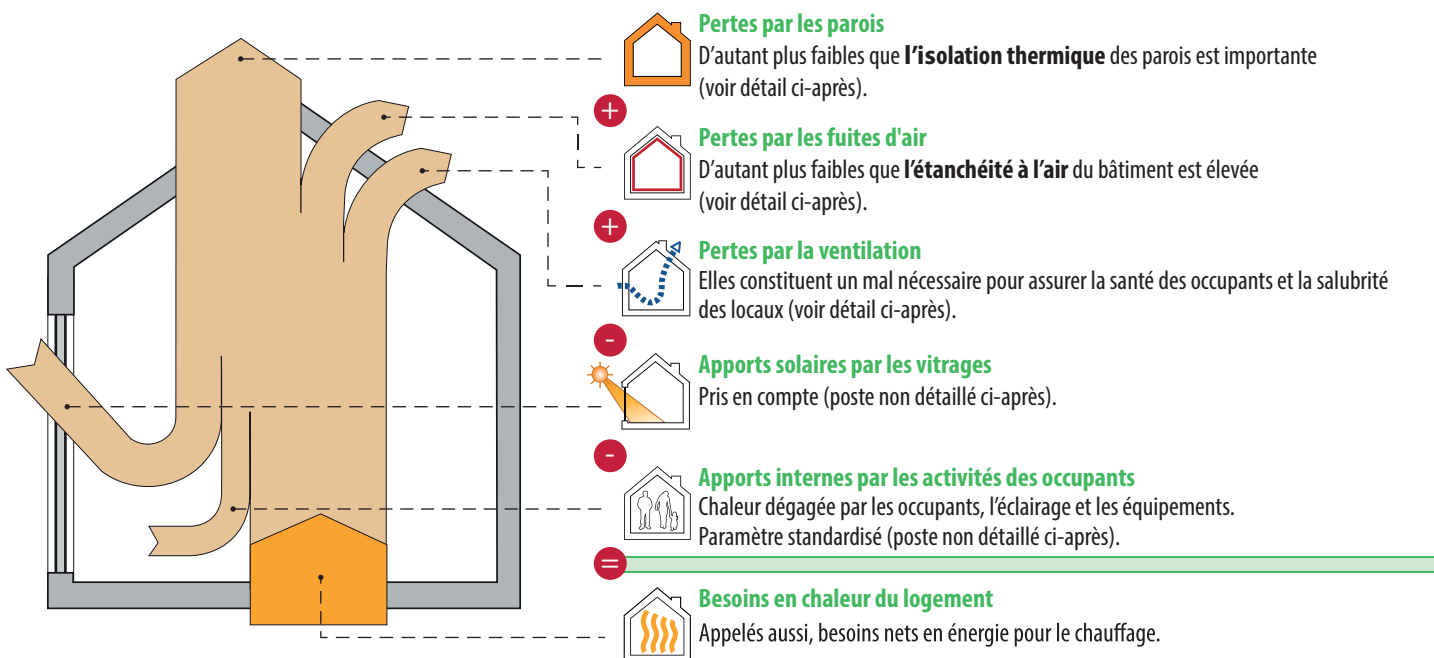 Pertes par les parois
D'autant plus faibles que l'isolation thermique des parois est importante
(voir détail ci-après).
+
Pertes par les fuites d'air
D'autant plus faibles que l'étanchéité à l'air du bâtiment est élevée
(voir détail ci-après).
+
Pertes par la ventilation
Elles constituent un mal nécessaire pour assurer la santé des occupants et la salubrité
des locaux (voir détail ci-après).
-
Apports solaires par les vitrages
Pris en compte (poste non détaillé ci-après).
-
Apports internes par les activités des occupants
Chaleur dégagée par les occupants, l'éclairage et les équipements.
Paramètre standardisé (poste non détaillé ci-après).
=
Besoins en chaleur du logement
Appelés aussi, besoins nets en énergie pour le chauffage.